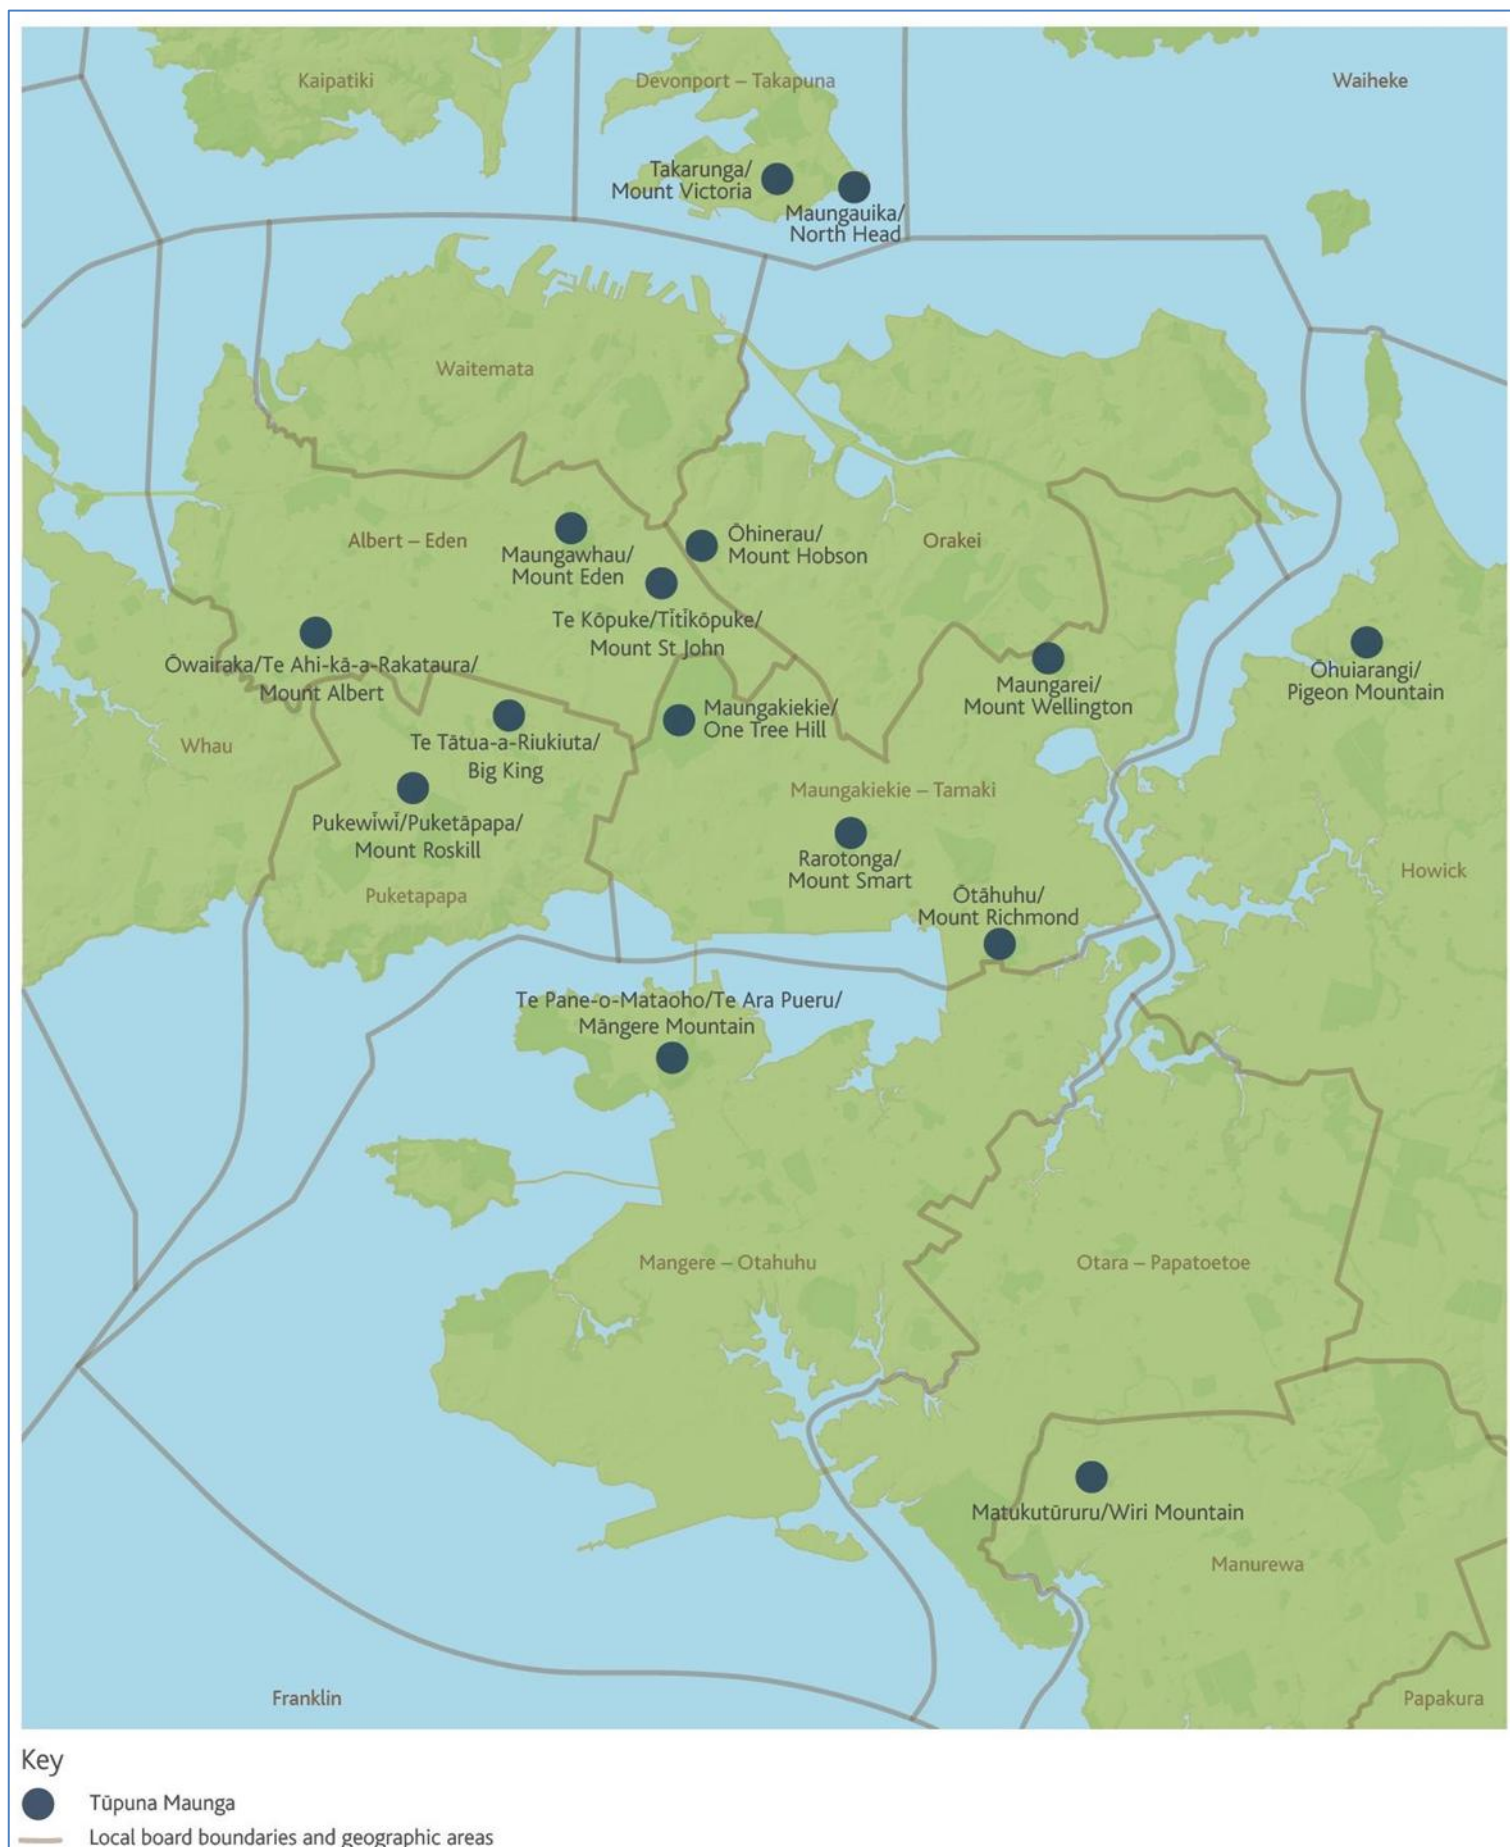 Kaipatiki
Devonport – Takapuna
Waiheke
Takarunga/
Mount Victoria
Maungauika/
North Head
Waitemata
Albert – Eden
Maungawhau/
Mount Eden
Ōhinerau/
Mount Hobson
Orakei
Te Kōpuke/Tītīkōpuke/
Mount St John
Ōwairaka/Te Ahi-kā-a-Rakataura/
Mount Albert
Maungarei/
Mount Wellington
Ōhuiarangi/
Pigeon Mountain
Whau
Te Tātua-a-Riukiuta/
Big King
Maungakiekie/
One Tree Hill
Maungakiekie – Tamaki
Pukewīwī/Puketāpapa/
Mount Roskill
Rarotonga/
Mount Smart
Howick
Puketapapa
Ōtāhuhu/
Mount Richmond
Te Pane-o-Mataoho/Te Ara Pueru/
Māngere Mountain
Mangere – Otahuhu
Otara – Papatoetoe
Matukutūruru/Wiri Mountain
Manurewa
Franklin
Papakura
Key
Tūpuna Maunga
Local board boundaries and geographic areas